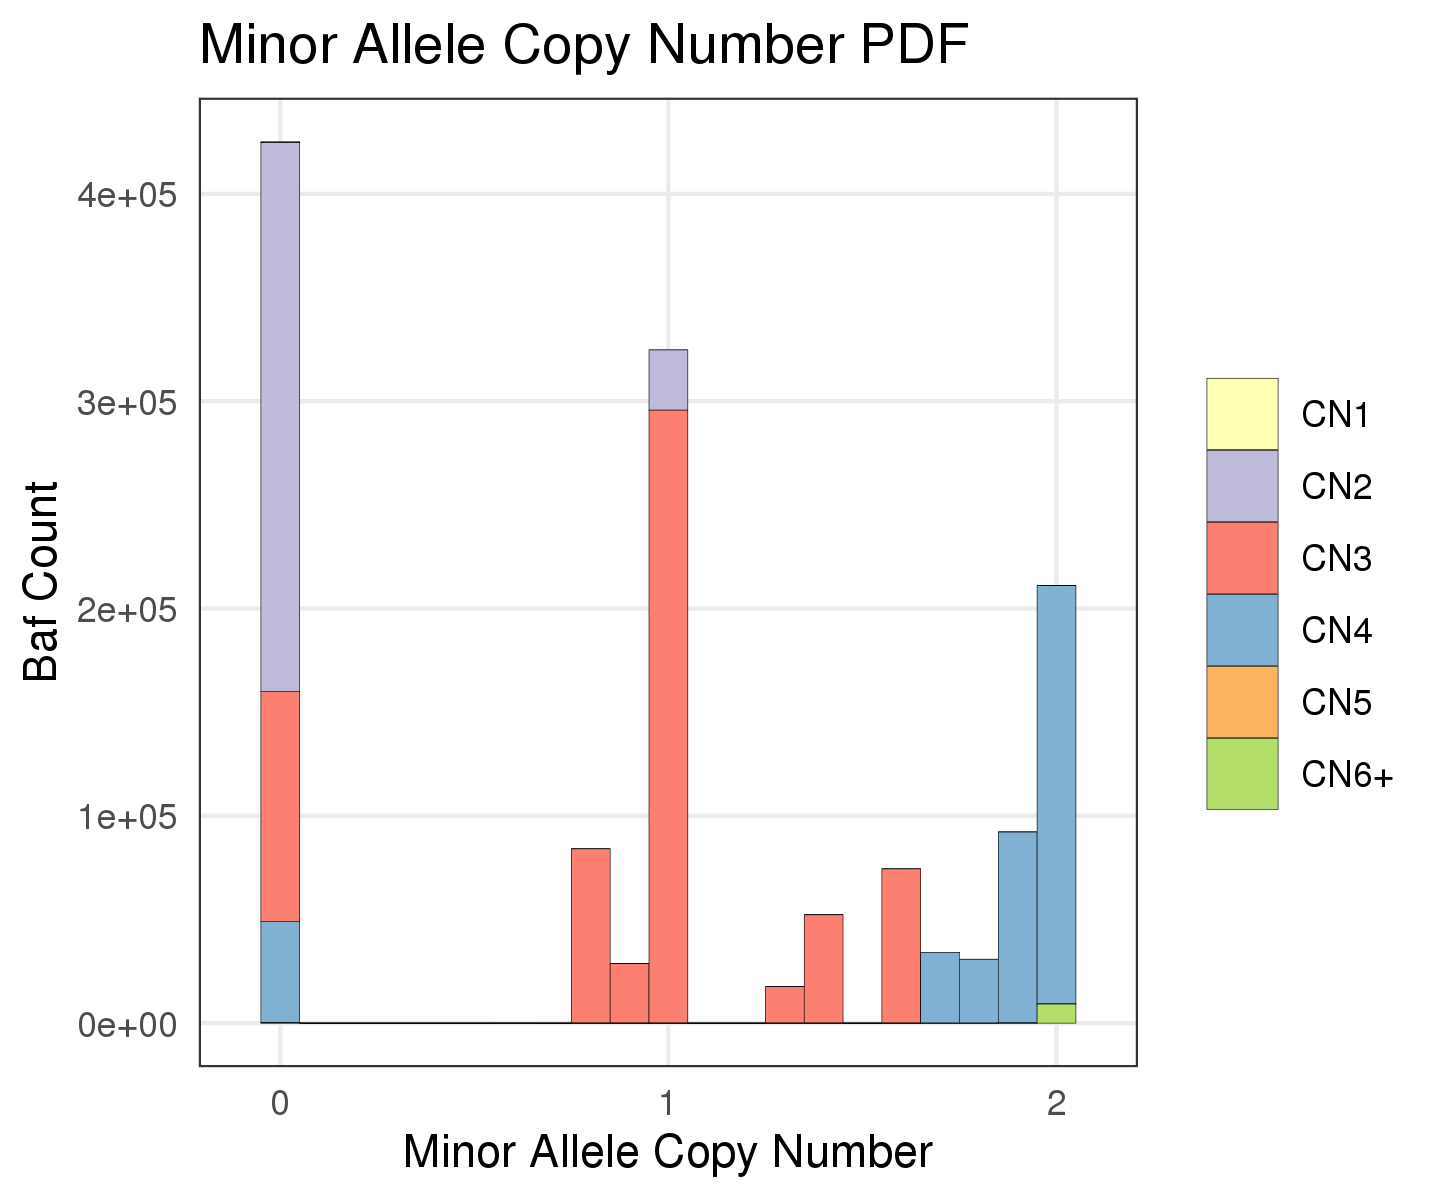 Minor Allele Copy Number PDF
Baf Count
4e+05
3e+05
2e+05
1e+05
0e+00
0
1
2
Minor Allele Copy Number
CN1
CN2
CN3
CN4
CN5
CN6+